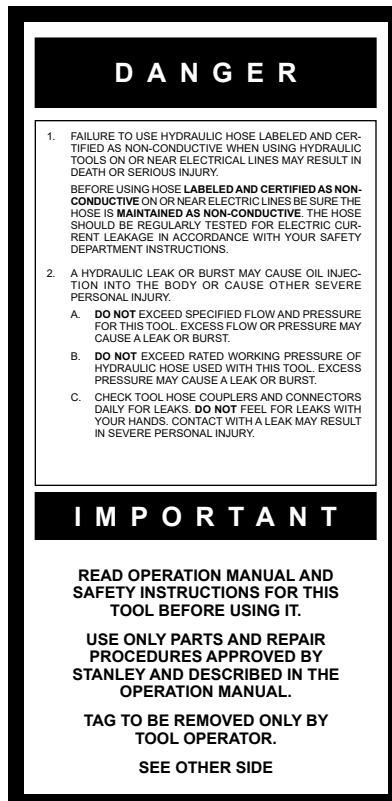 DANGER
1. FAILURE TO USE HYDRAULIC HOSE LABELED AND CER-
TIFIED AS NON-CONDUCTIVE WHEN USING HYDRAULIC
TOOLS ON OR NEAR ELECTRICAL LINES MAY RESULT IN
DEATH OR SERIOUS INJURY.
BEFORE USING HOSE LABELED AND CERTIFIED AS NON-
CONDUCTIVE ON OR NEAR ELECTRIC LINES BE SURE THE
HOSE IS MAINTAINED AS NON-CONDUCTIVE. THE HOSE
SHOULD BE REGULARLY TESTED FOR ELECTRIC CUR-
RENT LEAKAGE IN ACCORDANCE WITH YOUR SAFETY
DEPARTMENT INSTRUCTIONS.
2. A HYDRAULIC LEAK OR BURST MAY CAUSE OIL INJEC-
TION INTO THE BODY OR CAUSE OTHER SEVERE
PERSONAL INJURY.
A. DO NOT EXCEED SPECIFIED FLOW AND PRESSURE
FOR THIS TOOL. EXCESS FLOW OR PRESSURE MAY
CAUSE A LEAK OR BURST.
B. DO NOT EXCEED RATED WORKING PRESSURE OF
HYDRAULIC HOSE USED WITH THIS TOOL. EXCESS
PRESSURE MAY CAUSE A LEAK OR BURST.
C. CHECK TOOL HOSE COUPLERS AND CONNECTORS
DAILY FOR LEAKS. DO NOT FEEL FOR LEAKS WITH
YOUR HANDS. CONTACT WITH A LEAK MAY RESULT
IN SEVERE PERSONAL INJURY.
IMPORTANT
READ OPERATION MANUAL AND
SAFETY INSTRUCTIONS FOR THIS
TOOL BEFORE USING IT.
USE ONLY PARTS AND REPAIR
PROCEDURES APPROVED BY
STANLEY AND DESCRIBED IN THE
OPERATION MANUAL.
TAG TO BE REMOVED ONLY BY
TOOL OPERATOR.
SEE OTHER SIDE